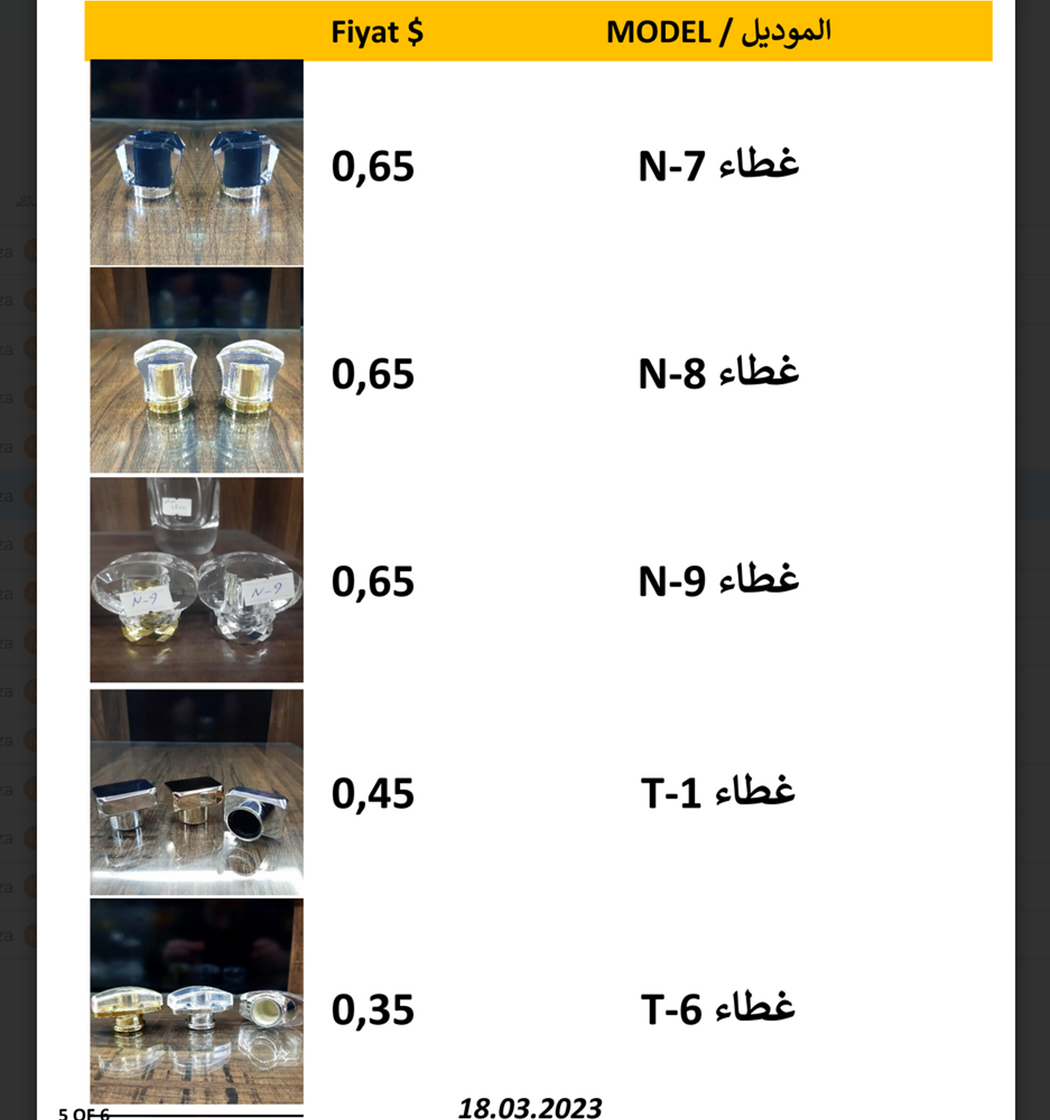 Fiyat $ MODEL / الموديل
0,65 غطاء N-7
0,65 غطاء N-8
N-9 N-9
0,65 غطاء N-9
0,45 غطاء T-1
0,35 غطاء T-6
18.03.2023
5 OF 6